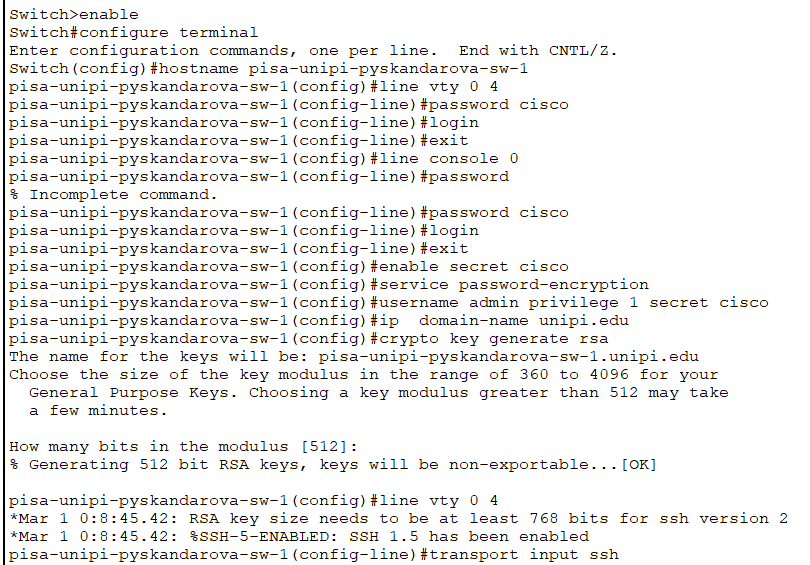 Switch>enable
Switch#configure terminal
Enter configuration commands, one per line.  End with CNTL/Z.
Switch(config)#hostname pisa-unipi-pyskandarova-sw-1
pisa-unipi-pyskandarova-sw-1(config)#line vty 0 4
pisa-unipi-pyskandarova-sw-1(config-line)#password cisco
pisa-unipi-pyskandarova-sw-1(config-line)#login
pisa-unipi-pyskandarova-sw-1(config-line)#exit
pisa-unipi-pyskandarova-sw-1(config)#line console 0
pisa-unipi-pyskandarova-sw-1(config-line)#password
% Incomplete command.
pisa-unipi-pyskandarova-sw-1(config-line)#password cisco
pisa-unipi-pyskandarova-sw-1(config-line)#login
pisa-unipi-pyskandarova-sw-1(config-line)#exit
pisa-unipi-pyskandarova-sw-1(config)#enable secret cisco
pisa-unipi-pyskandarova-sw-1(config)#service password-encryption
pisa-unipi-pyskandarova-sw-1(config)#username admin privilege 1 secret cisco
pisa-unipi-pyskandarova-sw-1(config)#ip  domain-name unipi.edu
pisa-unipi-pyskandarova-sw-1(config)#crypto key generate rsa
The name for the keys will be: pisa-unipi-pyskandarova-sw-1.unipi.edu
Choose the size of the key modulus in the range of 360 to 4096 for your
  General Purpose Keys. Choosing a key modulus greater than 512 may take
  a few minutes.

How many bits in the modulus [512]:
% Generating 512 bit RSA keys, keys will be non-exportable...[OK]

pisa-unipi-pyskandarova-sw-1(config)#line vty 0 4
*Mar 1 0:8:45.42: RSA key size needs to be at least 768 bits for ssh version 2
*Mar 1 0:8:45.42: %SSH-5-ENABLED: SSH 1.5 has been enabled
pisa-unipi-pyskandarova-sw-1(config-line)#transport input ssh